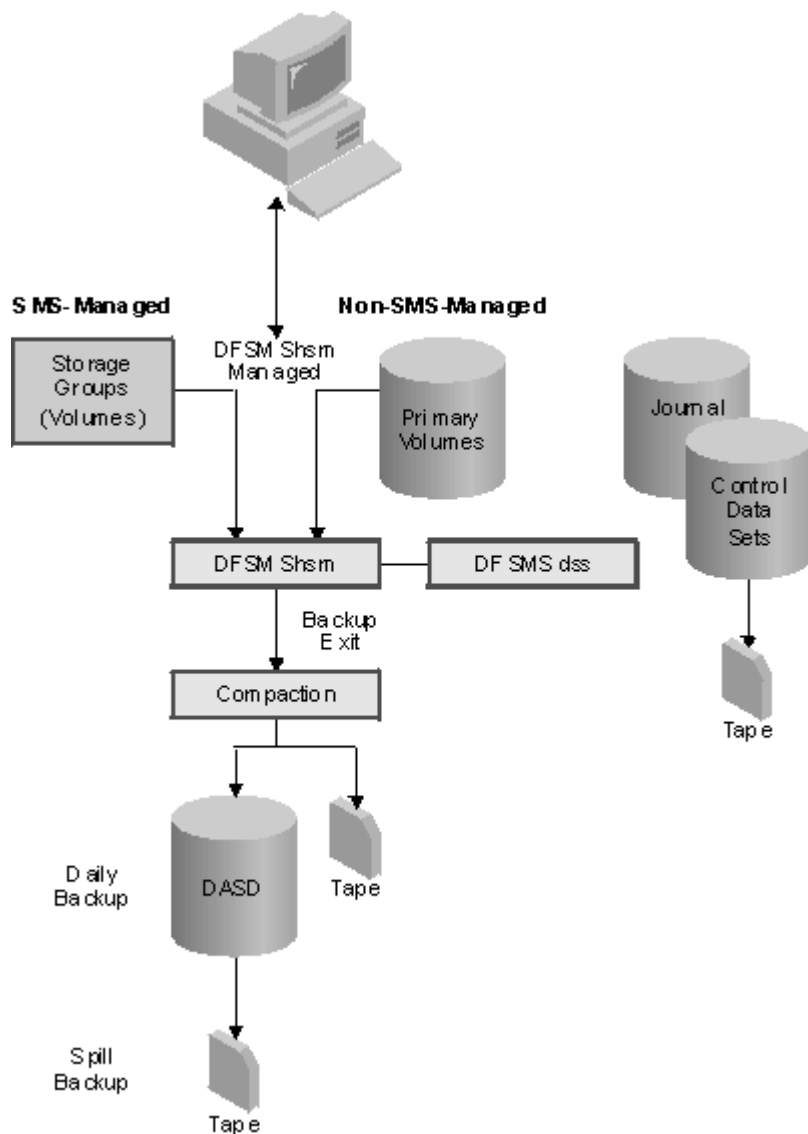 SMS-Managed
Non-SMS-Managed
DFSMShsm
Managed
Storage
Groups
(Volumes)
Primary
Volumes
Journal
Control
Data
Sets
DFSMShsm
DFSMSdss
Backup
Exit
Compaction
Tape
Daily
Backup
DASD
Tape
Spill
Backup
Tape